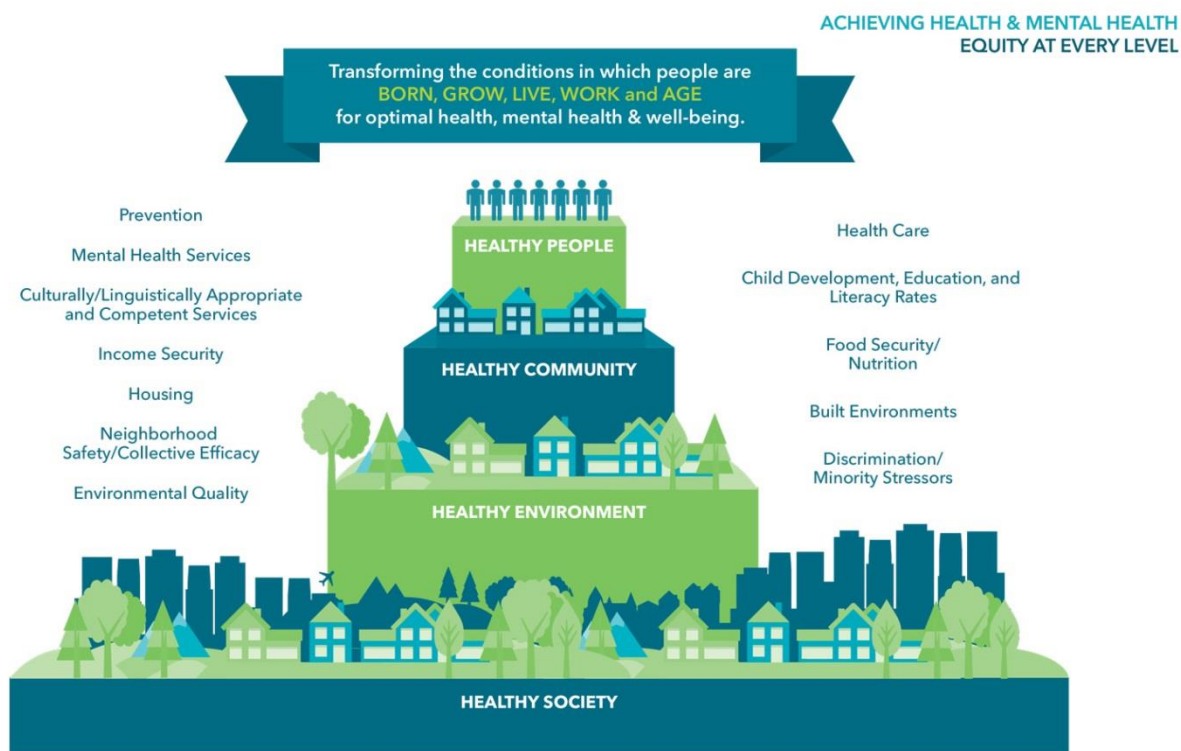 ACHIEVING HEALTH & MENTAL HEALTH
EQUITY AT EVERY LEVEL
Transforming the conditions in which people are
BORN, GROW, LIVE, WORK and AGE
for optimal health, mental health & well-being.
Prevention
Mental Health Services
Culturally/Linguistically Appropriate
and Competent Services
Income Security
Housing
Neighborhood
Safety/Collective Efficacy
Environmental Quality
HEALTHY PEOPLE
HEALTHY COMMUNITY
HEALTHY ENVIRONMENT
HEALTHY SOCIETY
Health Care
Child Development, Education, and
Literacy Rates
Food Security/
Nutrition
Built Environments
Discrimination/
Minority Stressors